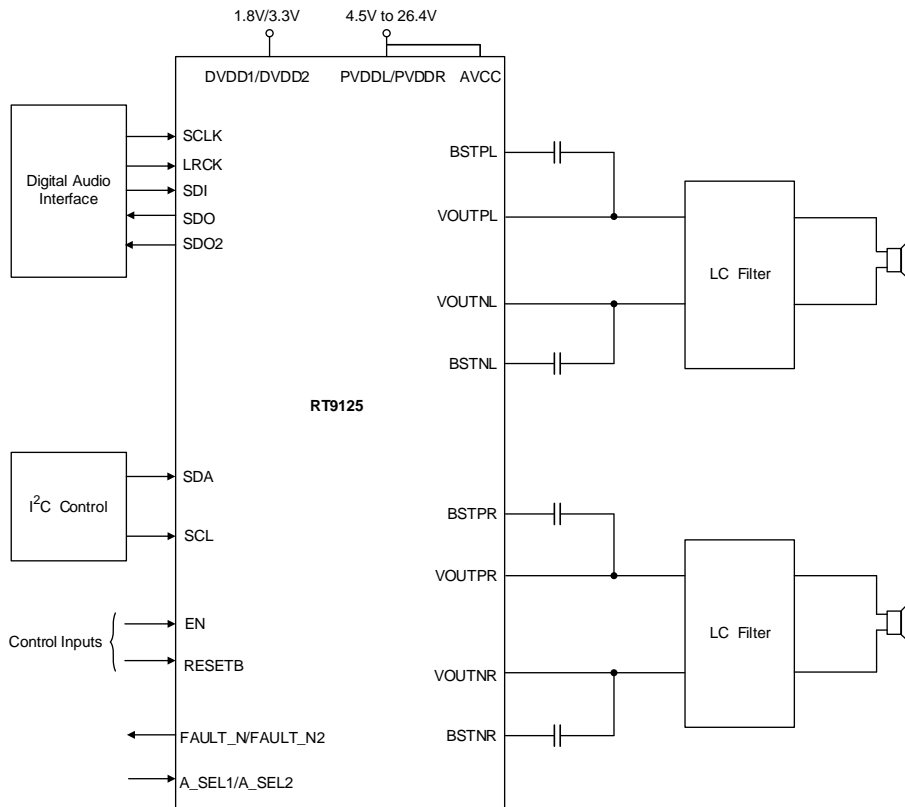 1.8V/3.3V
4.5V to 26.4V
DVDD1/DVDD2
PVDDL/PVDDR
AVCC
Digital Audio
Interface
SCLK
LRCK
SDI
SDO
SDO2
BSTPL
VOUTPL
VOUTNL
BSTNL
LC Filter
RT9125
I²C Control
SDA
SCL
BSTPR
VOUTPR
VOUTNR
BSTNR
LC Filter
Control Inputs
EN
RESETB
FAULT_N/FAULT_N2
A_SEL1/A_SEL2